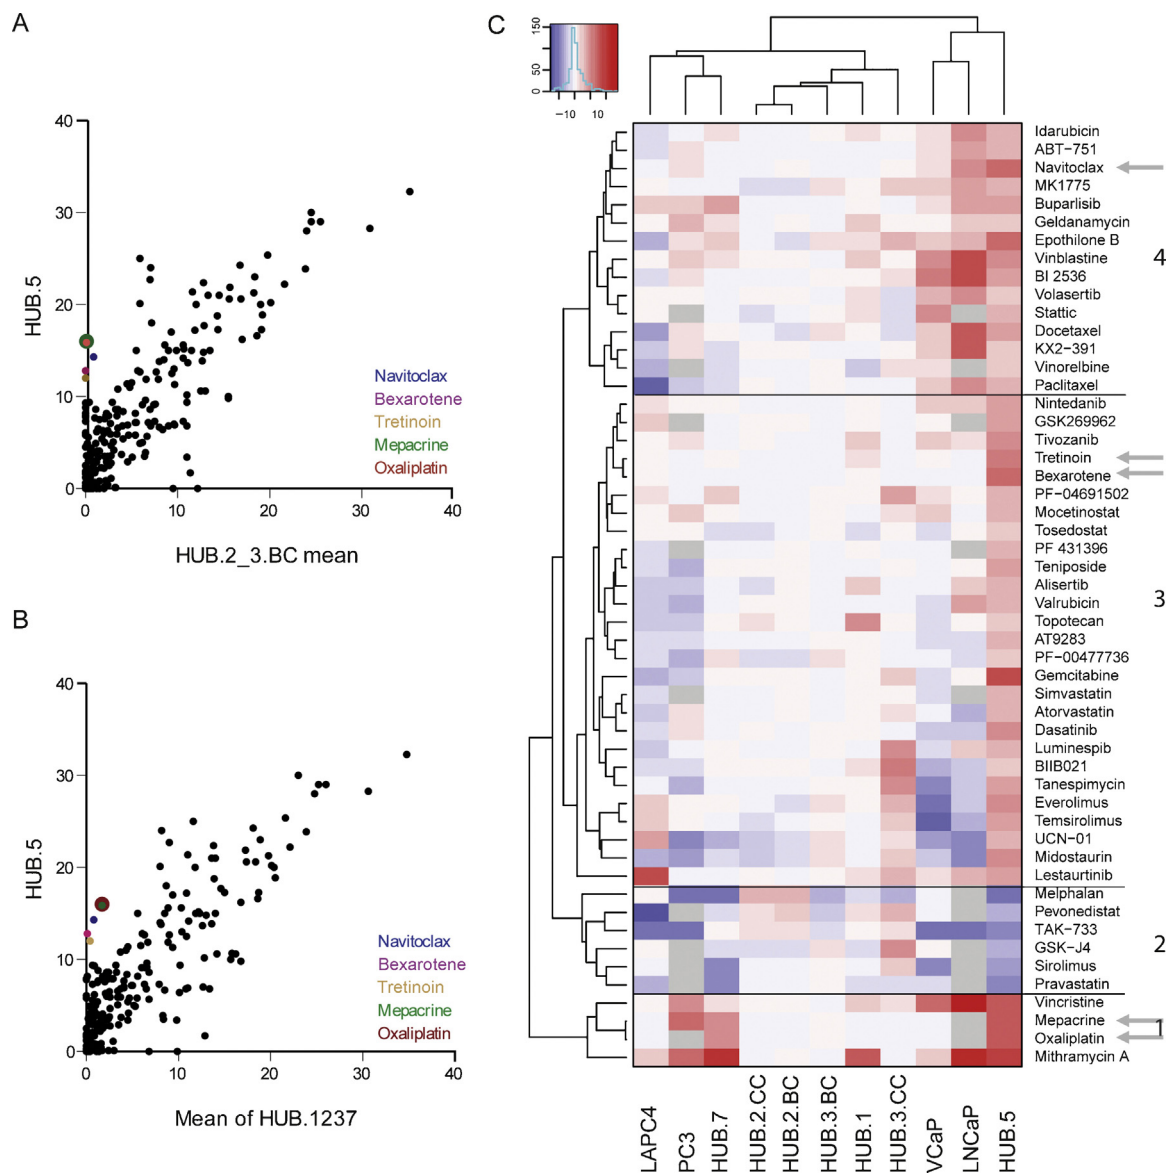 A
40
30
20
10
0
HUB.5
Navitoclax
Bexarotene
Tretinoin
Mepacrine
Oxaliplatin
0 10 20 30 40
HUB.2_3.BC mean
B
40
30
20
10
0
HUB.5
Navitoclax
Bexarotene
Tretinoin
Mepacrine
Oxaliplatin
0 10 20 30 40
Mean of HUB.1237
C
0 50 150
−10 10
Idarubicin
ABT−751
Navitoclax
MK1775
Buparlisib
Geldanamycin
Epothilone B
Vinblastine
4
BI 2536
Volasertib
Stattic
Docetaxel
KX2−391
Vinorelbine
Paclitaxel
Nintedanib
GSK269962
Tivozanib
Tretinoin
Bexarotene
PF−04691502
Mocetinostat
Tosedostat
PF 431396
Teniposide
Alisertib
Valrubicin
3
Topotecan
AT9283
PF−00477736
Gemcitabine
Simvastatin
Atorvastatin
Dasatinib
Luminespib
BIIB021
Tanespimycin
Everolimus
Temsirolimus
UCN−01
Midostaurin
Lestaurtinib
Melphalan
Pevonedistat
TAK−733
GSK−J4
2
Sirolimus
Pravastatin
Vincristine
Mepacrine
1
Oxaliplatin
Mithramycin A
LAPC4
PC3
HUB.7
HUB.2.CC
HUB.2.BC
HUB.3.BC
HUB.1
HUB.3.CC
VCaP
LNCaP
HUB.5